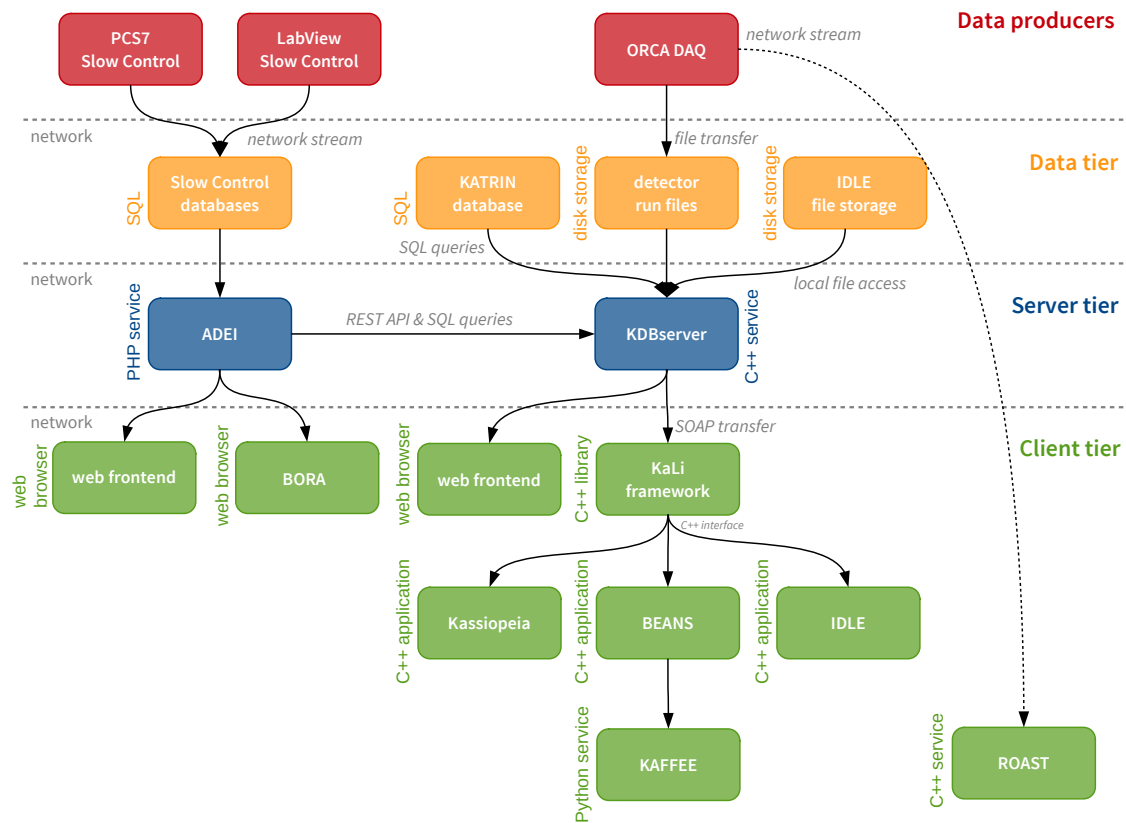 Data producers
PCS7
Slow Control
LabView
Slow Control
ORCA DAQ
network stream
network
network stream
file transfer
Data tier
SQL
Slow Control
databases
SQL
KATRIN
database
disk storage
detector
run files
disk storage
IDLE
file storage
SQL queries
network
local file access
Server tier
PHP service
ADEI
REST API & SQL queries
KDBserver
C++ service
network
SOAP transfer
Client tier
web
browser
web frontend
web browser
BORA
web browser
web frontend
C++ library
KaLi
framework
C++ interface
C++ application
Kassiopeia
C++ application
BEANS
C++ application
IDLE
Python service
KAFFEE
C++ service
ROAST